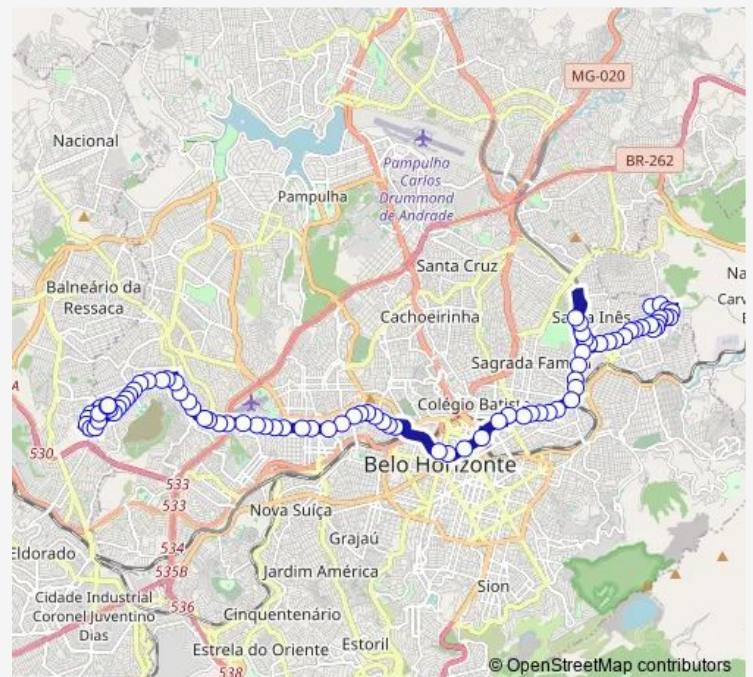 MG-020
Nacional
BR-262
Pampulha
Carlos
Drummond
de Andrade
Pampulha
Santa Cruz
Balneário da
Ressaca
Cachoeirinha
Inês
Sagrada
Colégio
530
Belo Horizonte
533
533
Nova Suíça
Grajaú
534
Eldorado
535B
Jardim América
Sion
Cidade Industrial
Coronel Juventino
Dias
536
Cinquentenário
Estrela do Oriente
Estoril
538
© OpenStreetMap contributors